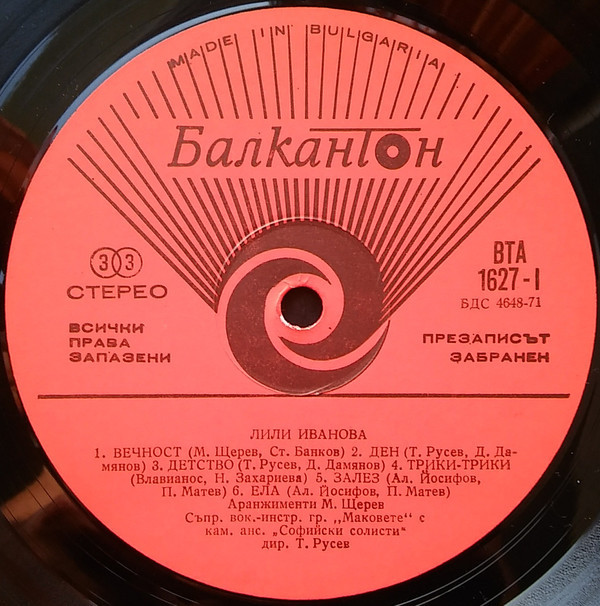 MADE IN BULGARIA
Балкантон
33
СТЕРЕО
ВТА
1627-I
БДС 4648-71
ВСИЧКИ
ПРАВА
ЗАПАЗЕНИ
ПРЕЗАПИСЪТ
ЗАБРАНЕН
ЛИЛИ ИВАНОВА
1. ВЕЧНОСТ (М. Щерев, Ст. Банков) 2. ДЕН (Т. Русев, Д. Да-
мянов) 3. ДЕТСТВО (Т. Русев, Д. Дамянов) 4. ТРИКИ-ТРИКИ
(Влавианос, Н. Захариева) 5. ЗАЛЕЗ (Ал. Йосифов,
П. Матев) 6. ЕЛА (Ал. Йосифов, П. Матев)
Аранжименти М. Щерев
Съпр. вок.-инстр. гр. ,,Маковете“ с
кам. анс. „Софийски солисти“
дир. Т. Русев